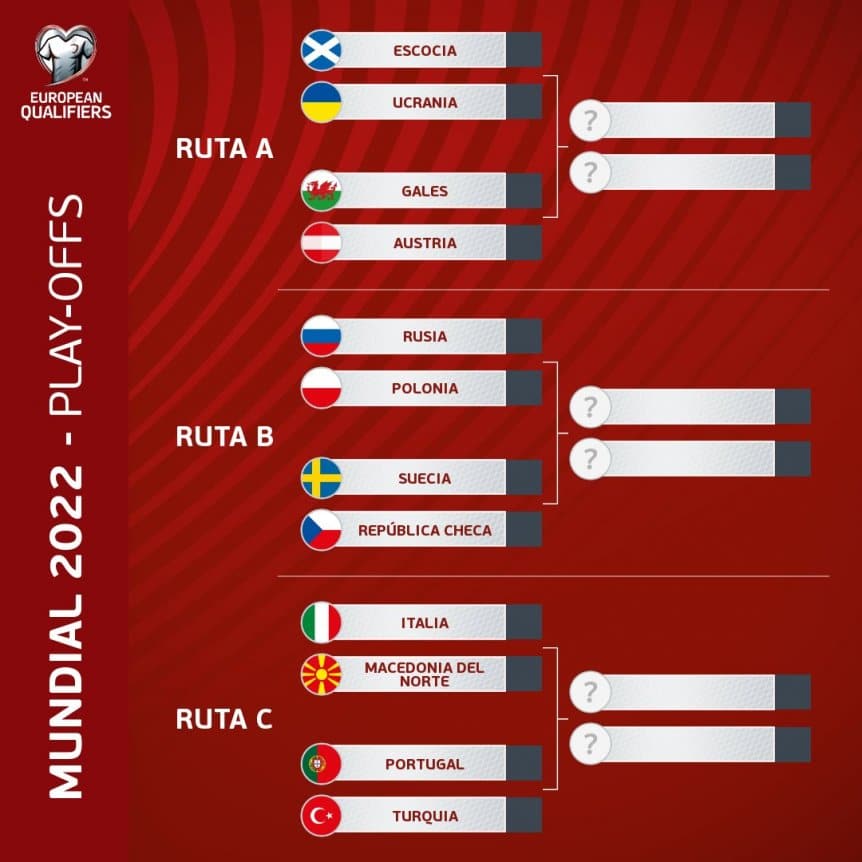 EUROPEAN
QUALIFIERS
MUNDIAL 2022 - PLAY-OFFS
RUTA A
ESCOCIA
UCRANIA
GALES
AUSTRIA
?
?
RUTA B
RUSIA
POLONIA
SUECIA
REPÚBLICA CHECA
?
?
RUTA C
ITALIA
MACEDONIA DEL
NORTE
PORTUGAL
TURQUIA
?
?